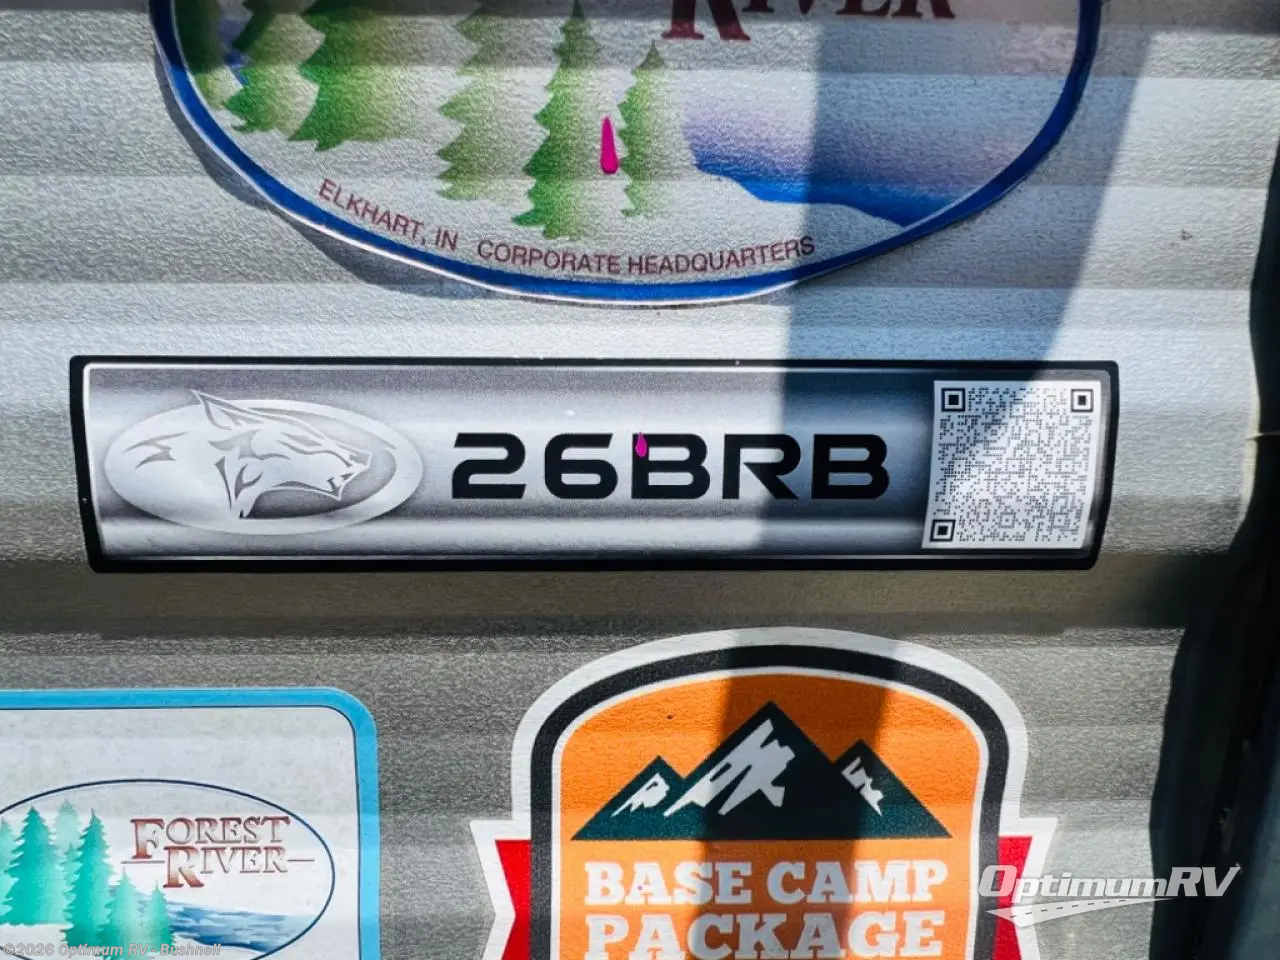 RIVER
ELKHART, IN CORPORATE HEADQUARTERS
26BRB
FOREST
RIVER
BASE CAMP
PACKAGE
OptimumRV
©2026 Optimum RV - Bushnell